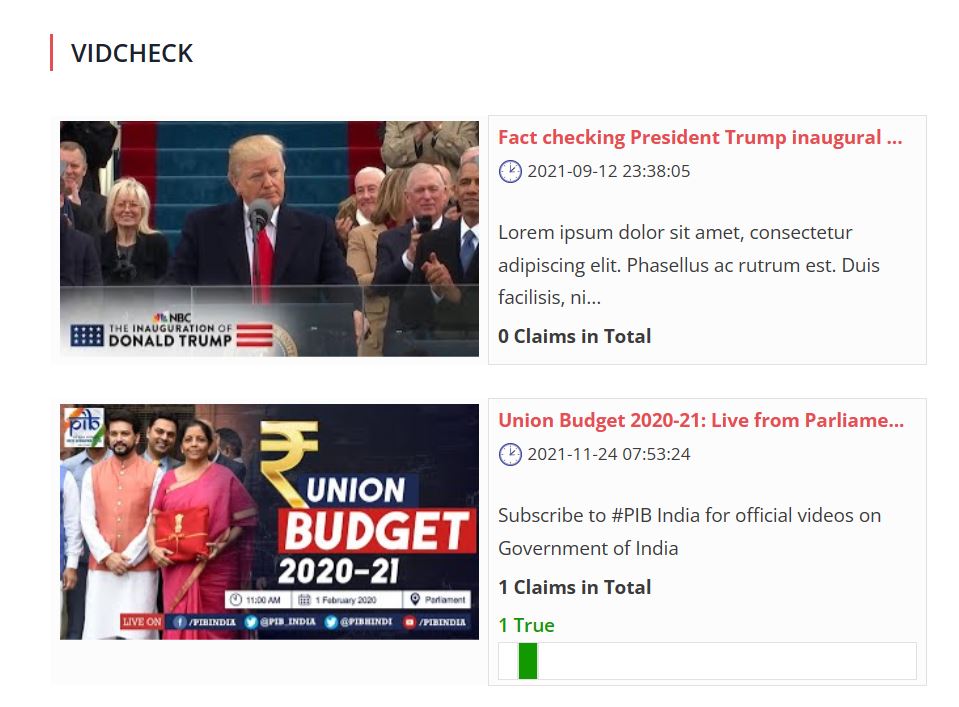 VIDCHECK
Fact checking President Trump inaugural ...
2021-09-12 23:38:05
Lorem ipsum dolor sit amet, consectetur
adipiscing elit. Phasellus ac rutrum est. Duis
facilisis, ni...
0 Claims in Total
NBC
THE INAUGURATION OF
DONALD TRUMP
Union Budget 2020-21: Live from Parliame...
2021-11-24 07:53:24
Subscribe to #PIB India for official videos on
Government of India
1 Claims in Total
1 True
pib
₹
UNION
BUDGET
2020-21
11:00 AM
1 February 2020
Parliament
LIVE ON
/PIBINDIA
@PIB_INDIA
@PIBHINDI
/PIBINDIA